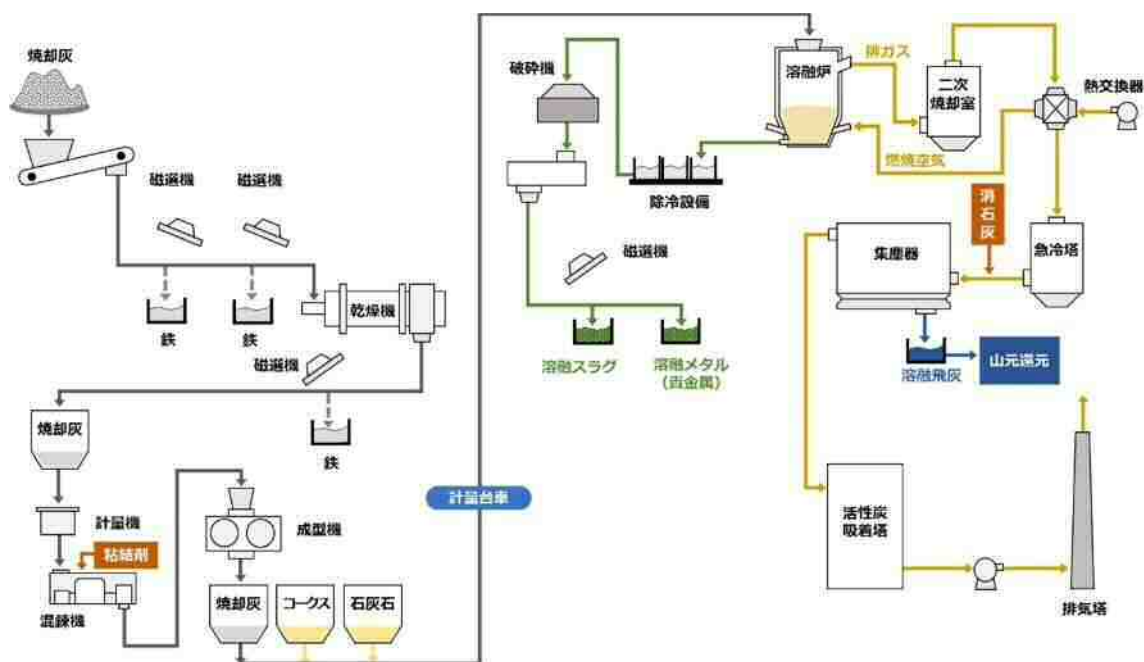 焼却灰
磁選機
磁選機
鉄
鉄
乾燥機
磁選機
鉄
焼却灰
計量機
粘結剤
混錬機
成型機
焼却灰
コークス
石灰石
計量台車
溶融炉
排ガス
二次
焼却室
熱交換器
燃焼空気
破砕機
除冷設備
磁選機
溶融スラグ
溶融メタル
(貴金属)
消
石
灰
急冷塔
集塵器
溶融飛灰
山元還元
活性炭
吸着塔
排気塔